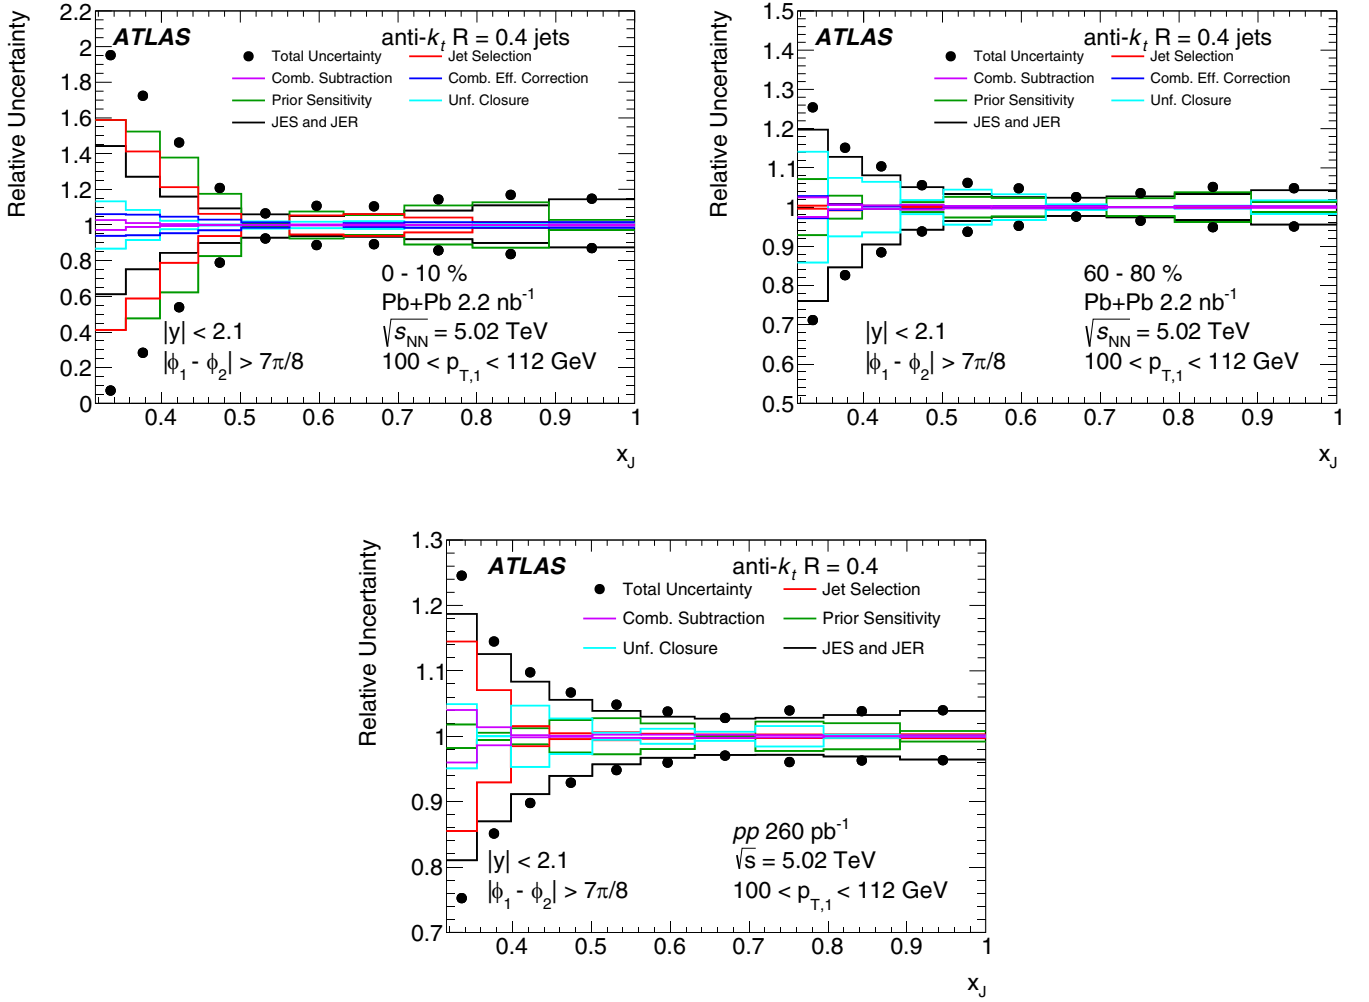 ATLAS anti-k_t R = 0.4 jets
Total Uncertainty Jet Selection
Comb. Subtraction Comb. Eff. Correction
Prior Sensitivity Unf. Closure
JES and JER
Relative Uncertainty
2.2
2
1.8
1.6
1.4
1.2
1
0.8
0.6
0.4
0.2
0
0 - 10 %
Pb+Pb 2.2 nb⁻¹
|y| < 2.1 √s_NN = 5.02 TeV
|ϕ₁ - ϕ₂| > 7π/8 100 < p_T,1 < 112 GeV
0.4 0.5 0.6 0.7 0.8 0.9 1
x_J
ATLAS anti-k_t R = 0.4 jets
Total Uncertainty Jet Selection
Comb. Subtraction Comb. Eff. Correction
Prior Sensitivity Unf. Closure
JES and JER
Relative Uncertainty
1.5
1.4
1.3
1.2
1.1
1
0.9
0.8
0.7
0.6
0.5
60 - 80 %
Pb+Pb 2.2 nb⁻¹
|y| < 2.1 √s_NN = 5.02 TeV
|ϕ₁ - ϕ₂| > 7π/8 100 < p_T,1 < 112 GeV
0.4 0.5 0.6 0.7 0.8 0.9 1
x_J
ATLAS anti-k_t R = 0.4
Total Uncertainty Jet Selection
Comb. Subtraction Prior Sensitivity
Unf. Closure JES and JER
Relative Uncertainty
1.3
1.2
1.1
1
0.9
0.8
0.7
pp 260 pb⁻¹
|y| < 2.1 √s = 5.02 TeV
|ϕ₁ - ϕ₂| > 7π/8 100 < p_T,1 < 112 GeV
0.4 0.5 0.6 0.7 0.8 0.9 1
x_J